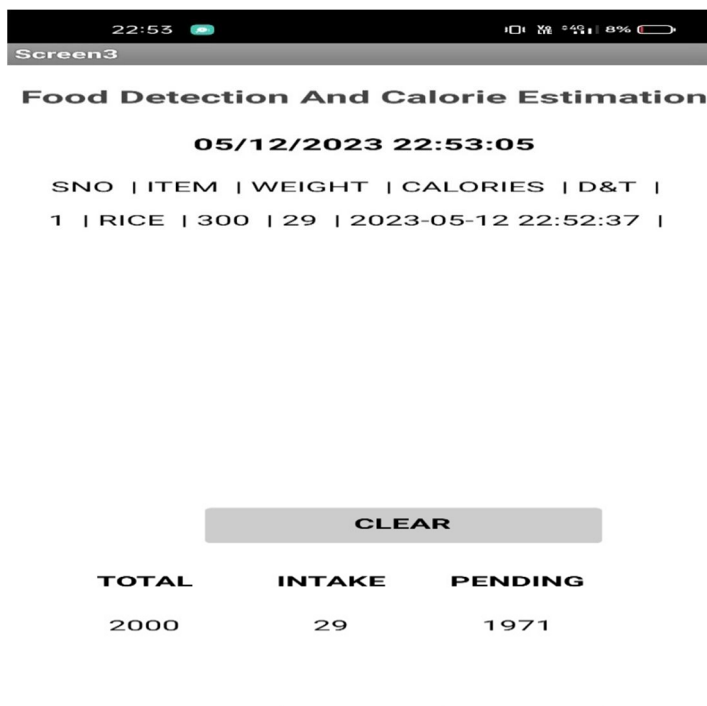 22:53 8%
Screen3
Food Detection And Calorie Estimation
05/12/2023 22:53:05
SNO | ITEM | WEIGHT | CALORIES | D&T |
1 | RICE | 300 | 29 | 2023-05-12 22:52:37 |
CLEAR
TOTAL INTAKE PENDING
2000 29 1971